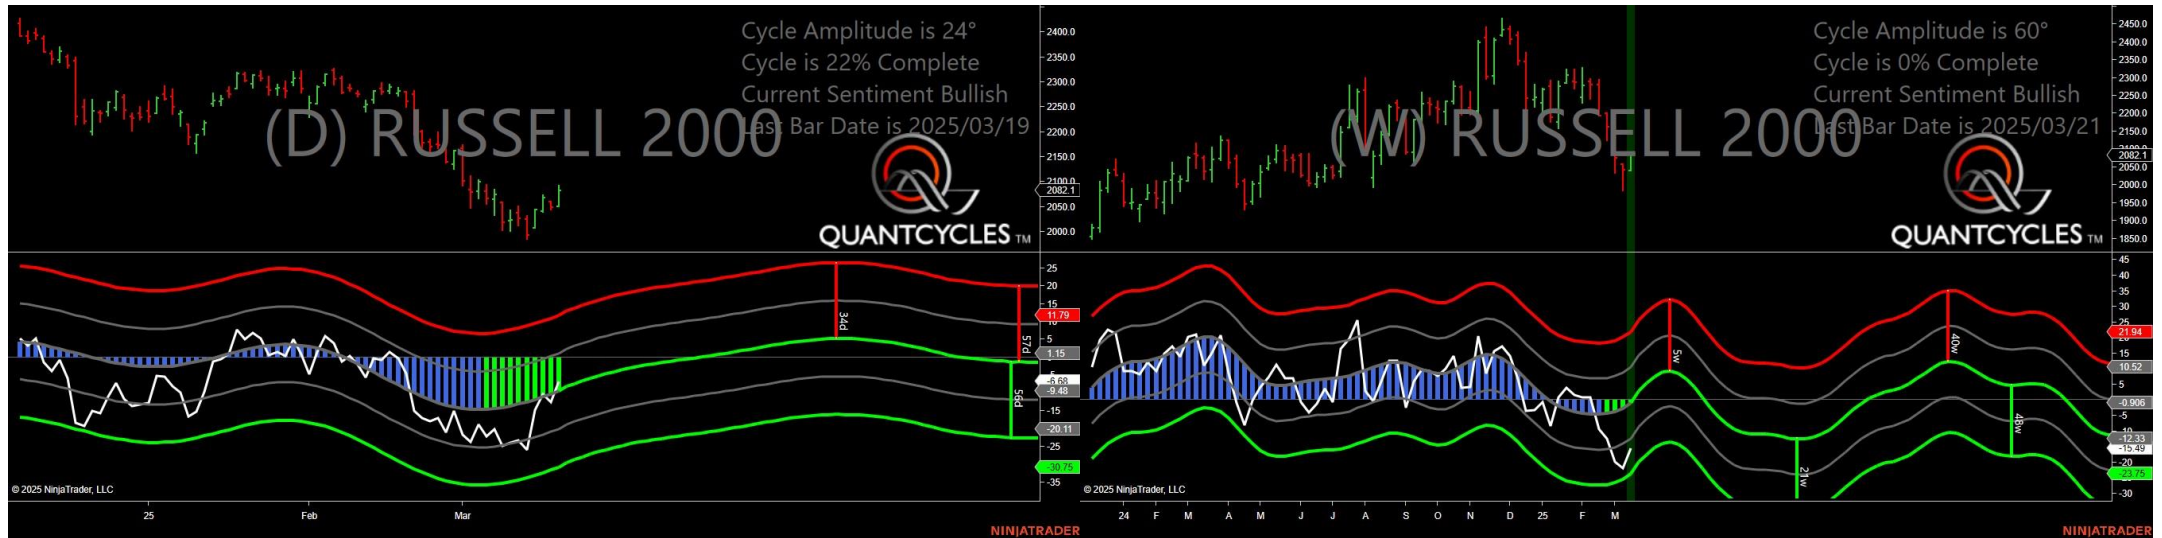 Cycle Amplitude is 24°
Cycle is 22% Complete
Current Sentiment Bullish
Last Bar Date is 2025/03/19
(D) RUSSELL 2000
QUANTCYCLES TM
2400.0
2350.0
2300.0
2250.0
2200.0
2150.0
2100.0
2082.1
2050.0
2000.0
25
20
15
11.79
10
5
1.15
-5
-6.68
-9.48
-15
-20.11
-25
-30.75
-35
34d
57d
56d
© 2025 NinjaTrader, LLC
25 Feb Mar
NINJATRADER
Cycle Amplitude is 60°
Cycle is 0% Complete
Current Sentiment Bullish
Last Bar Date is 2025/03/21
(W) RUSSELL 2000
QUANTCYCLES TM
2450.0
2400.0
2350.0
2300.0
2250.0
2200.0
2150.0
2082.1
2050.0
2000.0
1950.0
1900.0
1850.0
45
40
35
30
25
21.94
20
15
10.52
5
-0.906
-5
-10
-12.33
-15.49
-20
-23.75
-30
5w
40w
48w
21w
© 2025 NinjaTrader, LLC
24 F M A M J J A S O N D 25 F M
NINJATRADER